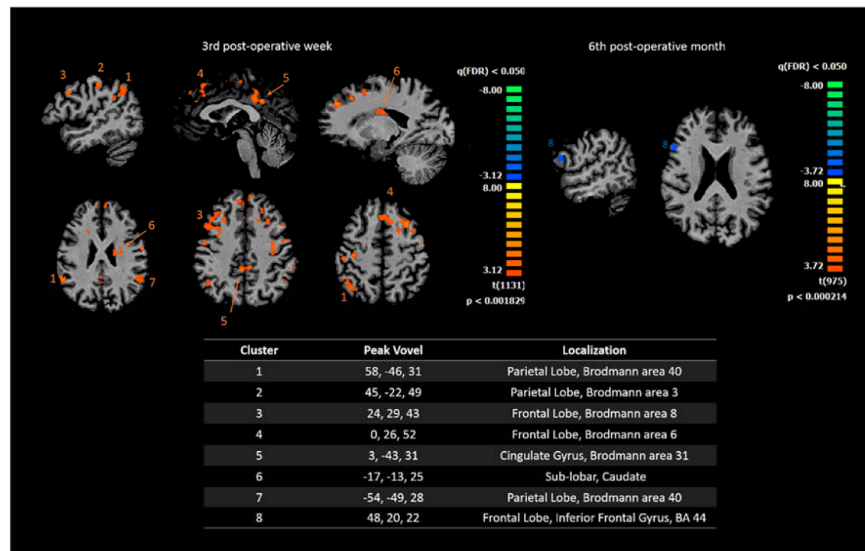 3rd post-operative week
6th post-operative month
3
2
1
4
5
6
q(FDR) < 0.050
-8.00
-3.12
8.00
3.12
t(1131)
p < 0.001829
1
6
7
3
5
4
1
8
8
q(FDR) < 0.050
-8.00
-3.72
8.00
3.72
t(975)
p < 0.000214
Cluster Peak Vovel Localization
1 58, -46, 31 Parietal Lobe, Brodmann area 40
2 45, -22, 49 Parietal Lobe, Brodmann area 3
3 24, 29, 43 Frontal Lobe, Brodmann area 8
4 0, 26, 52 Frontal Lobe, Brodmann area 6
5 3, -43, 31 Cingulate Gyrus, Brodmann area 31
6 -17, -13, 25 Sub-lobar, Caudate
7 -54, -49, 28 Parietal Lobe, Brodmann area 40
8 48, 20, 22 Frontal Lobe, Inferior Frontal Gyrus, BA 44